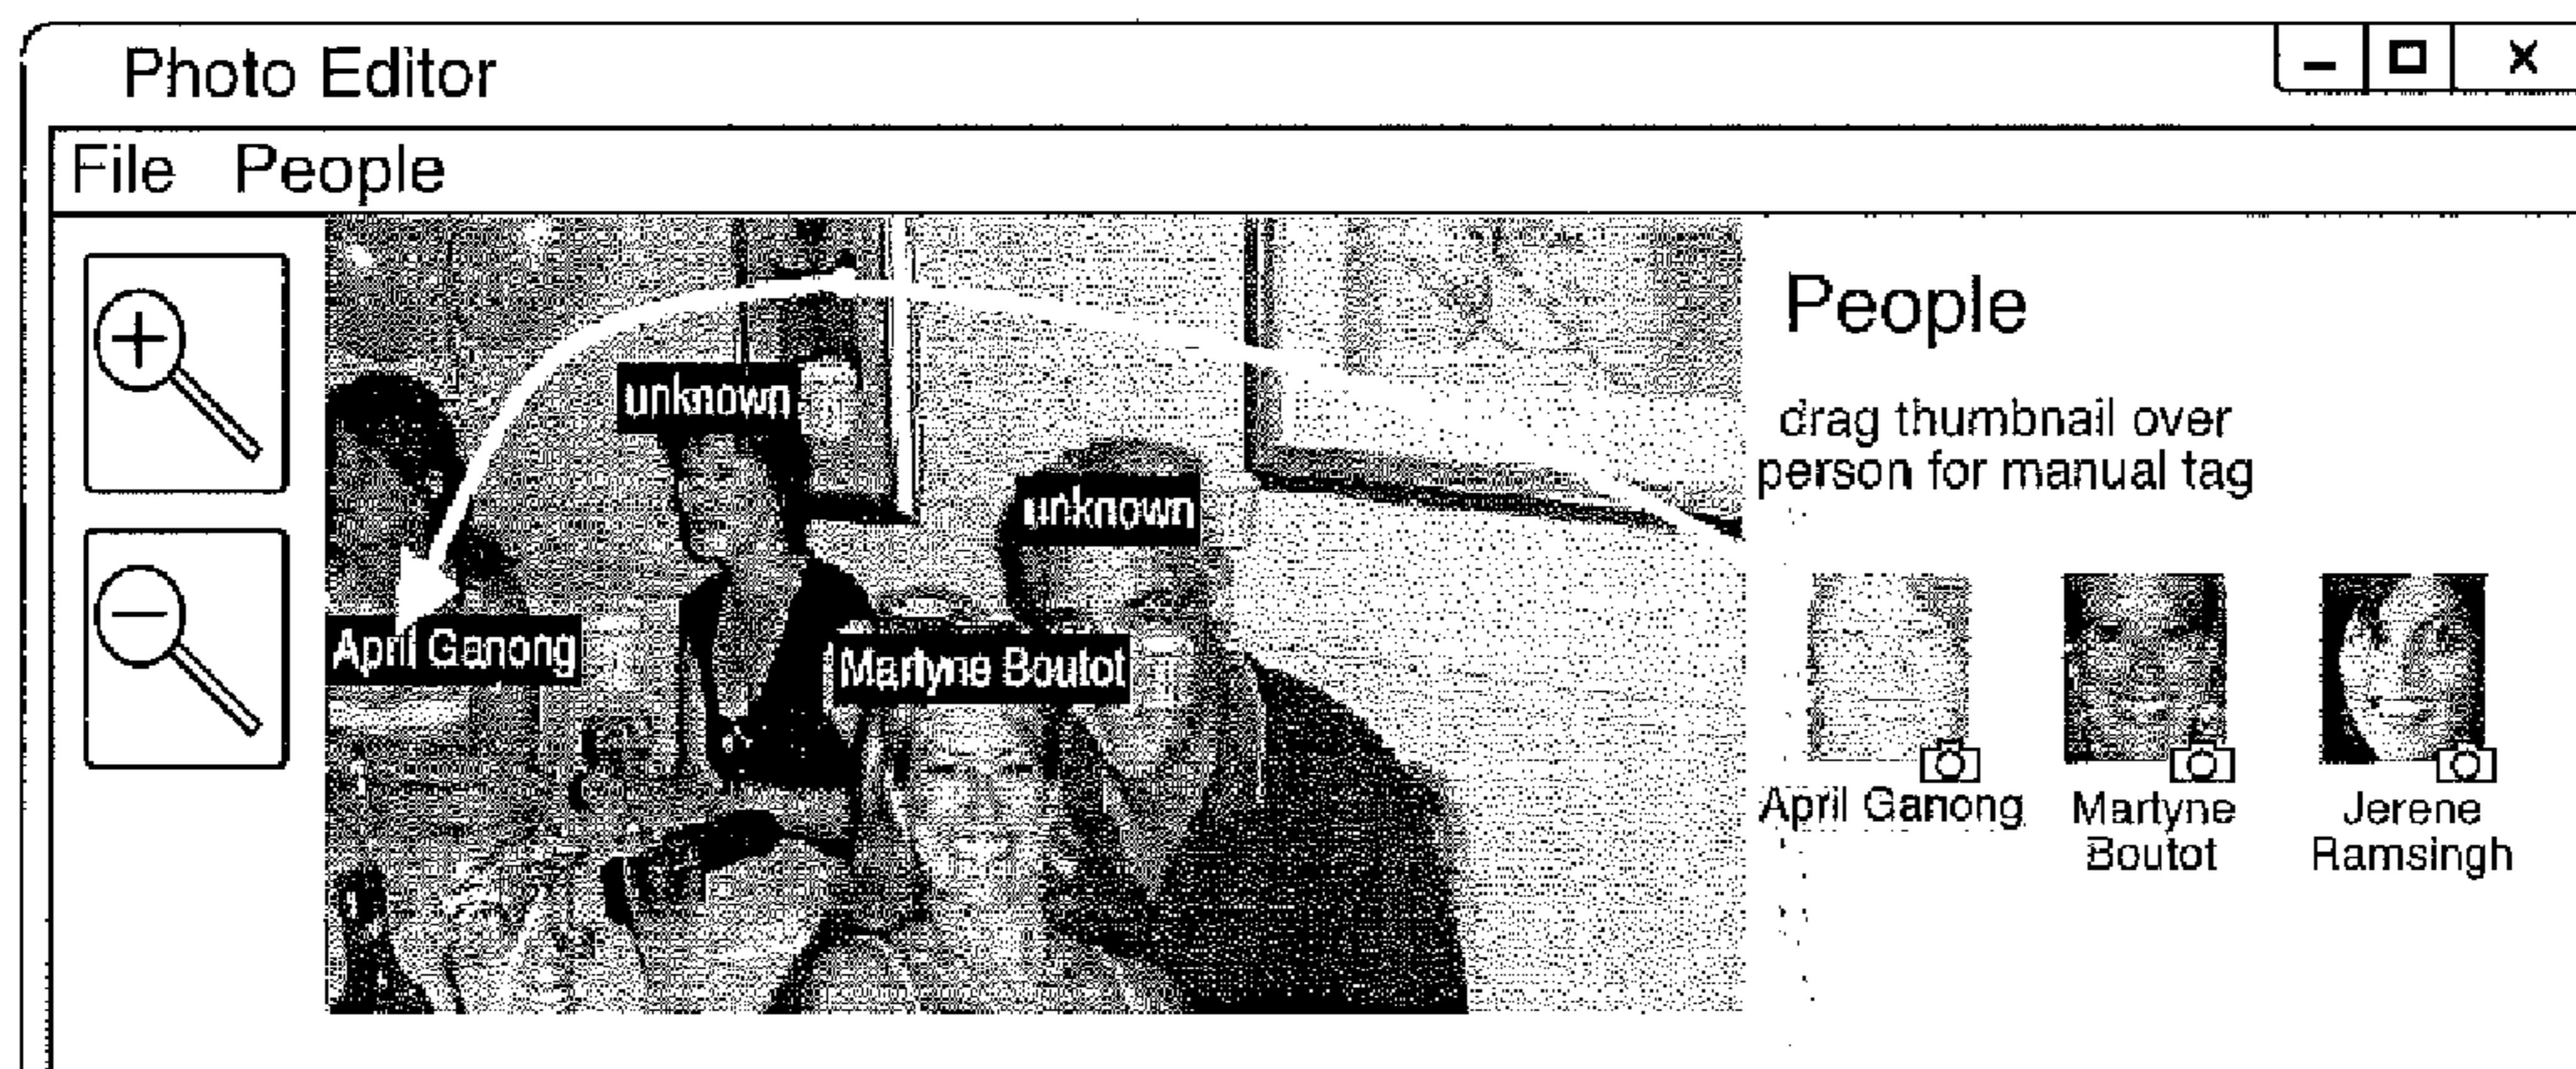 Photo Editor
File People
People
drag thumbnail over
person for manual tag
unknown
unknown
April Ganong
Martyne Boutot
April Ganong
Martyne
Boutot
Jerene
Ramsingh